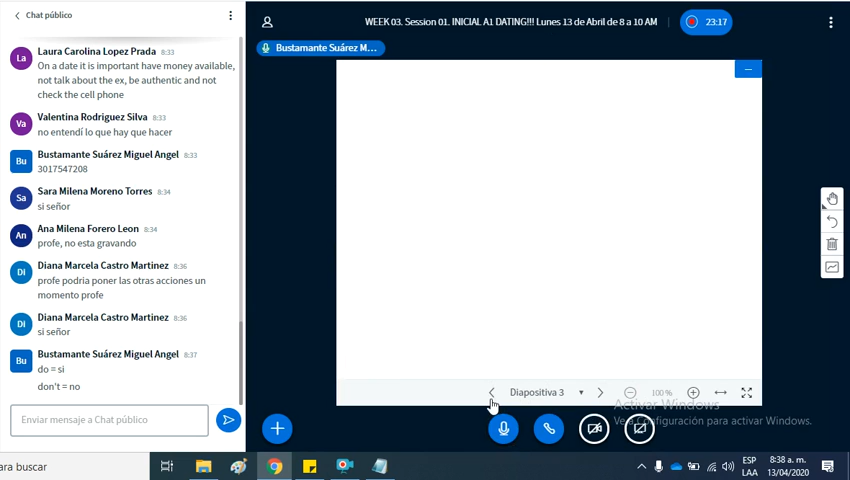 Chat público
La
Laura Carolina Lopez Prada 8:33
On a date it is important have money available,
not talk about the ex, be authentic and not
check the cell phone
Va
Valentina Rodriguez Silva 8:33
no entendí lo que hay que hacer
Bu
Bustamante Suárez Miguel Angel 8:33
3017547208
Sa
Sara Milena Moreno Torres 8:34
si señor
An
Ana Milena Forero Leon 8:34
profe, no esta gravando
Di
Diana Marcela Castro Martinez 8:36
profe podria poner las otras acciones un
momento profe
Di
Diana Marcela Castro Martinez 8:36
si señor
Bu
Bustamante Suárez Miguel Angel 8:37
do = si
don't = no
Enviar mensaje a Chat público
WEEK 03. Session 01. INICIAL A1 DATING!!! Lunes 13 de Abril de 8 a 10 AM
23:17
Bustamante Suárez M...
Diapositiva 3
100 %
Activar Windows
Ve a Configuración para activar Windows.
ara buscar
ESP
LAA
8:38 a. m.
13/04/2020